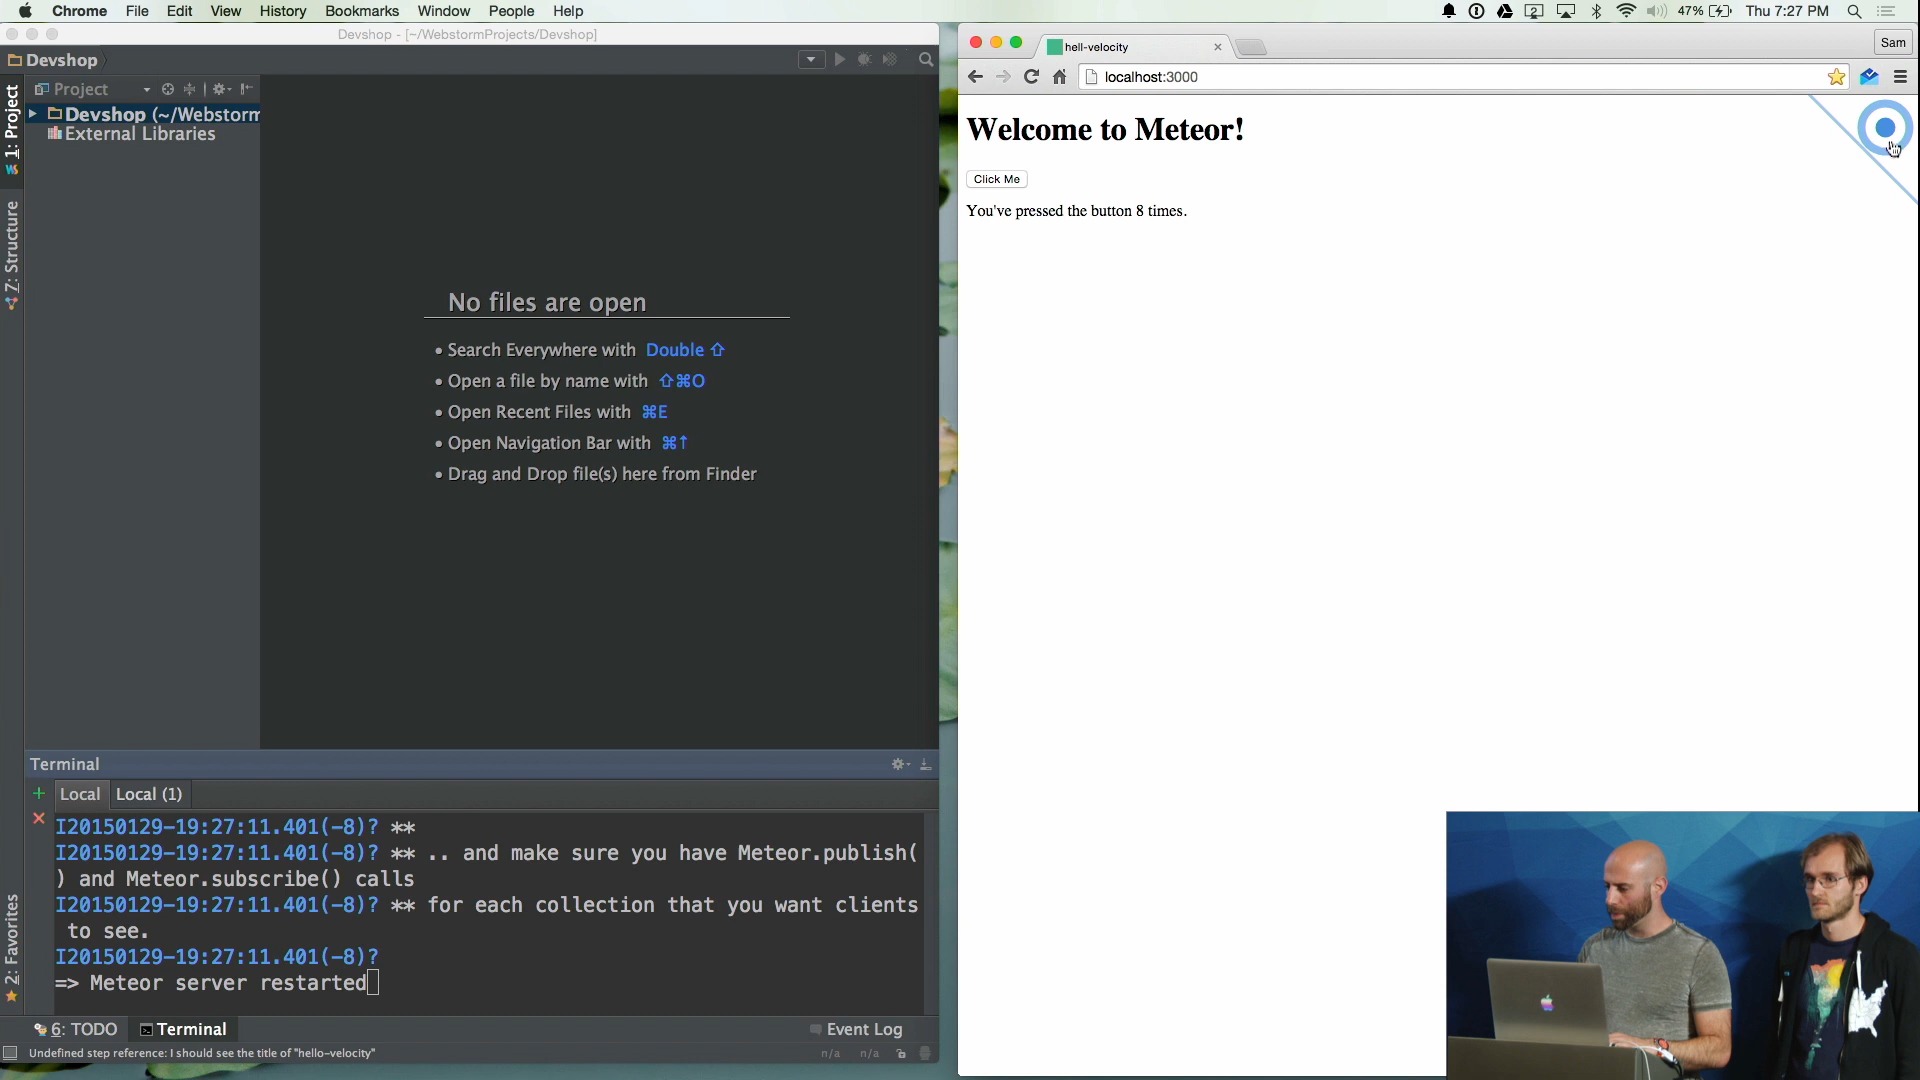 Chrome File Edit View History Bookmarks Window People Help
47% Thu 7:27 PM
Devshop - [~/WebstormProjects/Devshop]
Devshop
Project
Devshop (~/Webstorm
External Libraries
1: Project
7: Structure
2: Favorites
No files are open
• Search Everywhere with Double ⇧
• Open a file by name with ⇧⌘O
• Open Recent Files with ⌘E
• Open Navigation Bar with ⌘↑
• Drag and Drop file(s) here from Finder
Terminal
Local Local (1)
I20150129-19:27:11.401(-8)? **
I20150129-19:27:11.401(-8)? ** .. and make sure you have Meteor.publish(
) and Meteor.subscribe() calls
I20150129-19:27:11.401(-8)? ** for each collection that you want clients
to see.
I20150129-19:27:11.401(-8)?
=> Meteor server restarted
6: TODO Terminal Event Log
Undefined step reference: I should see the title of "hello-velocity" n/a n/a
hell-velocity
Sam
localhost:3000
Welcome to Meteor!
Click Me
You've pressed the button 8 times.